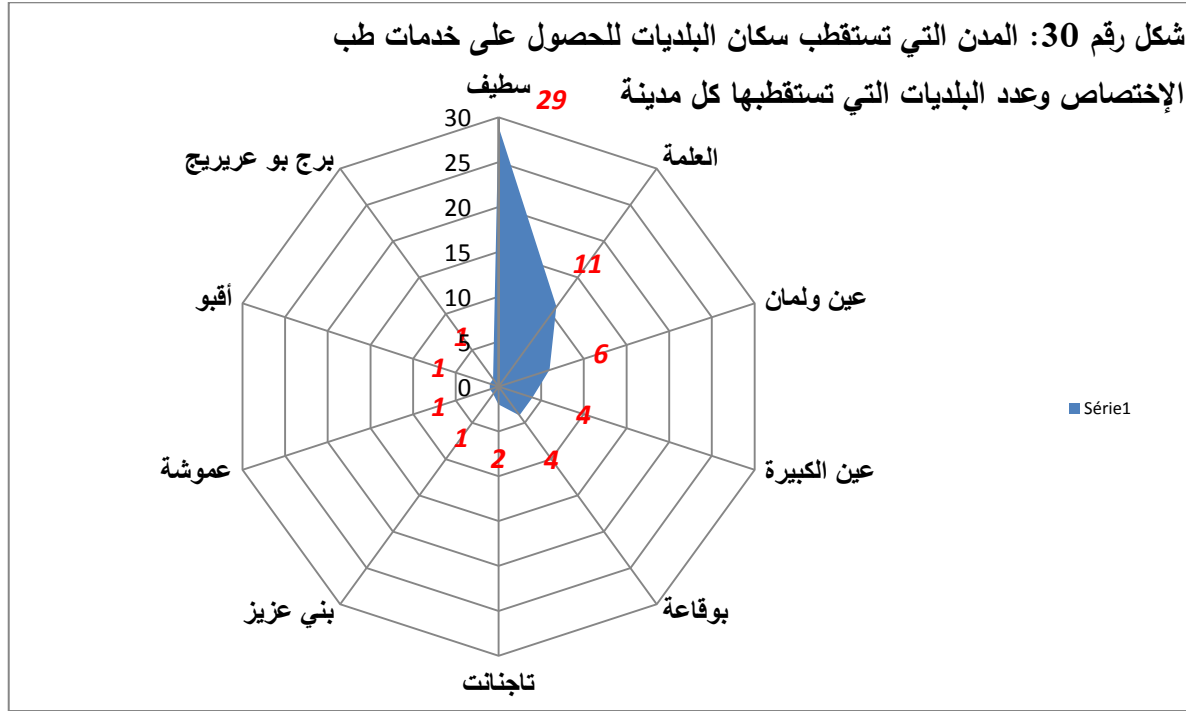 شكل رقم 30: المدن التي تستقطب سكان البلديات للحصول على خدمات طب
الإختصاص وعدد البلديات التي تستقطبها كل مدينة
سطيف
29
العلمة
11
عين ولمان
6
عين الكبيرة
4
بوقاعة
4
تاجنانت
2
بني عزيز
1
عموشة
1
أقبو
1
برج بو عريريج
1
30
25
20
15
10
5
0
Série1